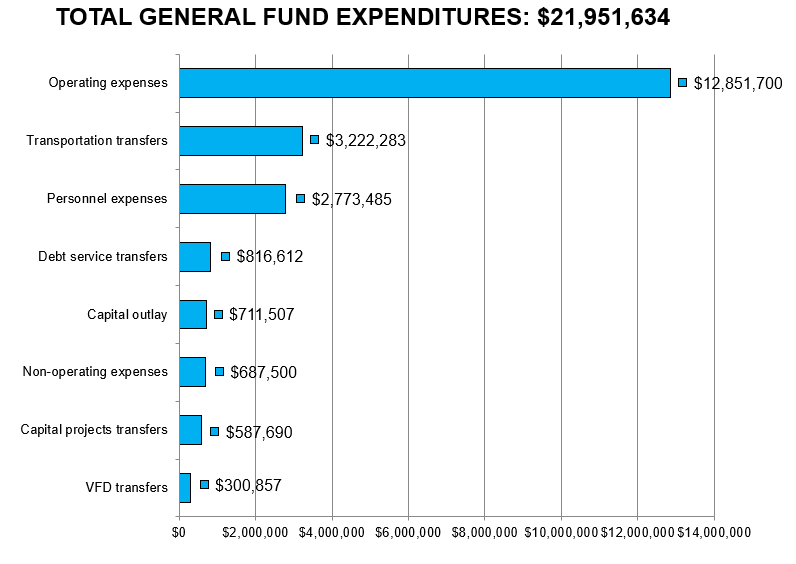 TOTAL GENERAL FUND EXPENDITURES: $21,951,634
Operating expenses $12,851,700
Transportation transfers $3,222,283
Personnel expenses $2,773,485
Debt service transfers $816,612
Capital outlay $711,507
Non-operating expenses $687,500
Capital projects transfers $587,690
VFD transfers $300,857
$0 $2,000,000 $4,000,000 $6,000,000 $8,000,000 $10,000,000 $12,000,000 $14,000,000